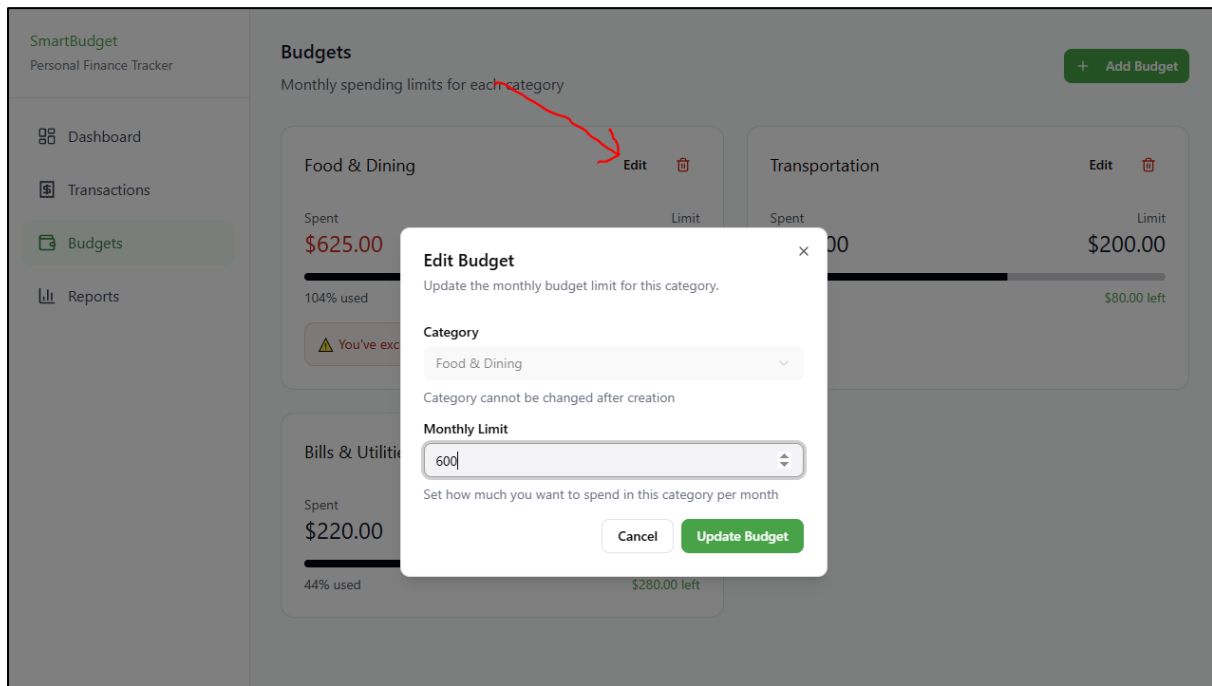 SmartBudget
Personal Finance Tracker
Dashboard
Transactions
Budgets
Reports
Budgets
Monthly spending limits for each category
+ Add Budget
Food & Dining Edit
Spent Limit
$625.00
104% used
You've exc
Transportation Edit
Spent Limit
00 $200.00
$80.00 left
Bills & Utilitie
Spent
$220.00
44% used $280.00 left
Edit Budget
Update the monthly budget limit for this category.
Category
Food & Dining
Category cannot be changed after creation
Monthly Limit
600
Set how much you want to spend in this category per month
Cancel Update Budget